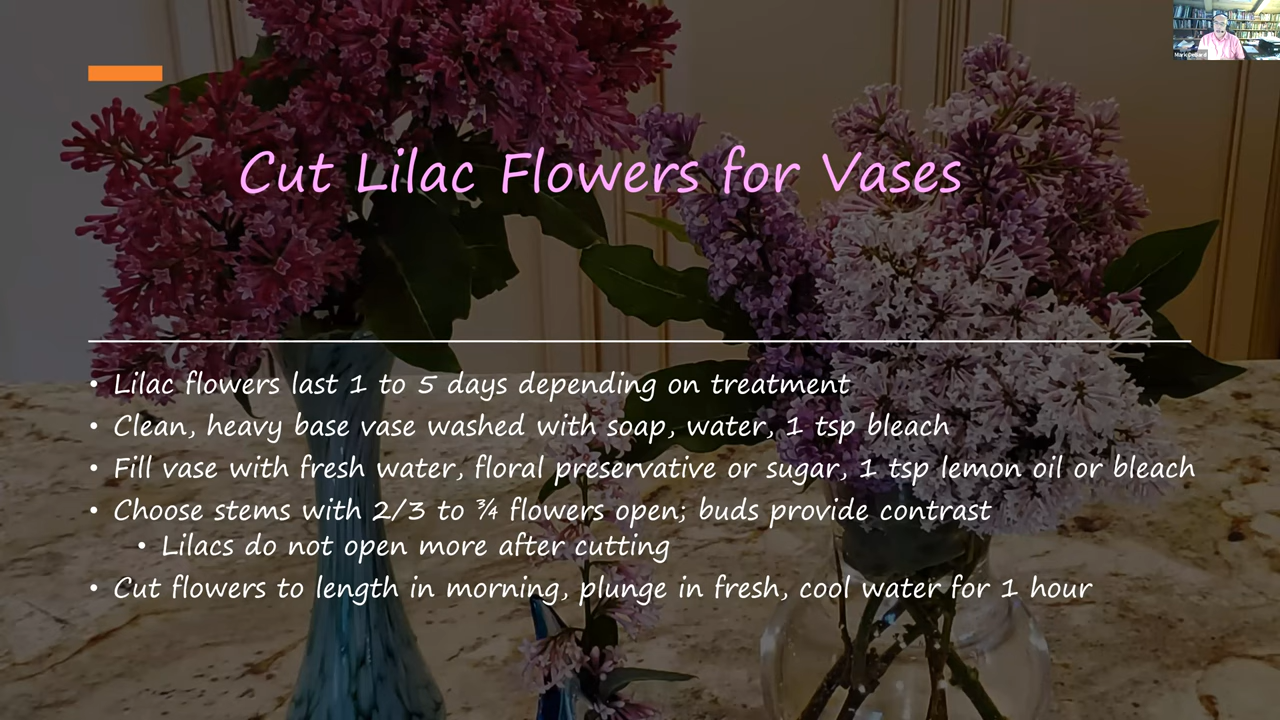 Cut Lilac Flowers for Vases
• Lilac flowers last 1 to 5 days depending on treatment
• Clean, heavy base vase washed with soap, water, 1 tsp bleach
• Fill vase with fresh water, floral preservative or sugar, 1 tsp lemon oil or bleach
• Choose stems with 2/3 to ¾ flowers open; buds provide contrast
• Lilacs do not open more after cutting
• Cut flowers to length in morning, plunge in fresh, cool water for 1 hour